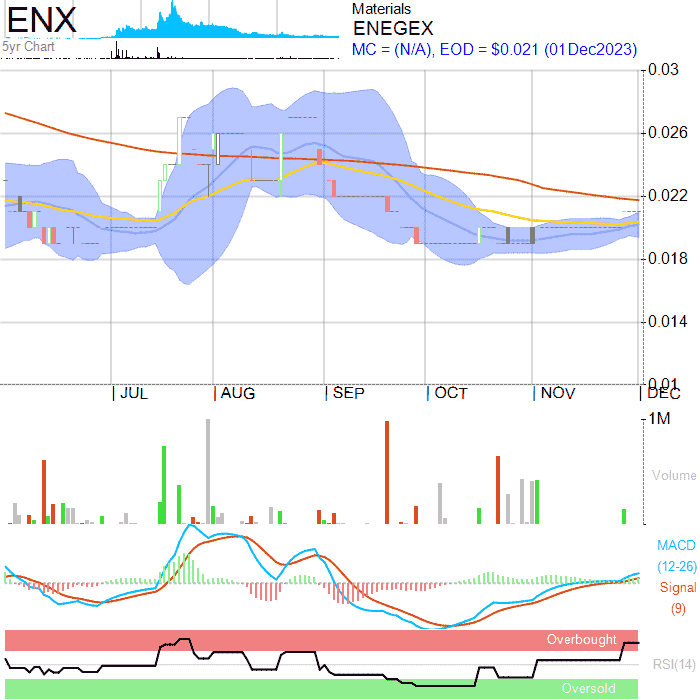 ENX
5yr Chart
Materials
ENEGEX
MC = (N/A), EOD = $0.021 (01Dec2023)
0.03
0.026
0.022
0.018
0.014
0.01
JUL AUG SEP OCT NOV DEC
1M
Volume
MACD
(12-26)
Signal
(9)
Overbought
RSI(14)
Oversold